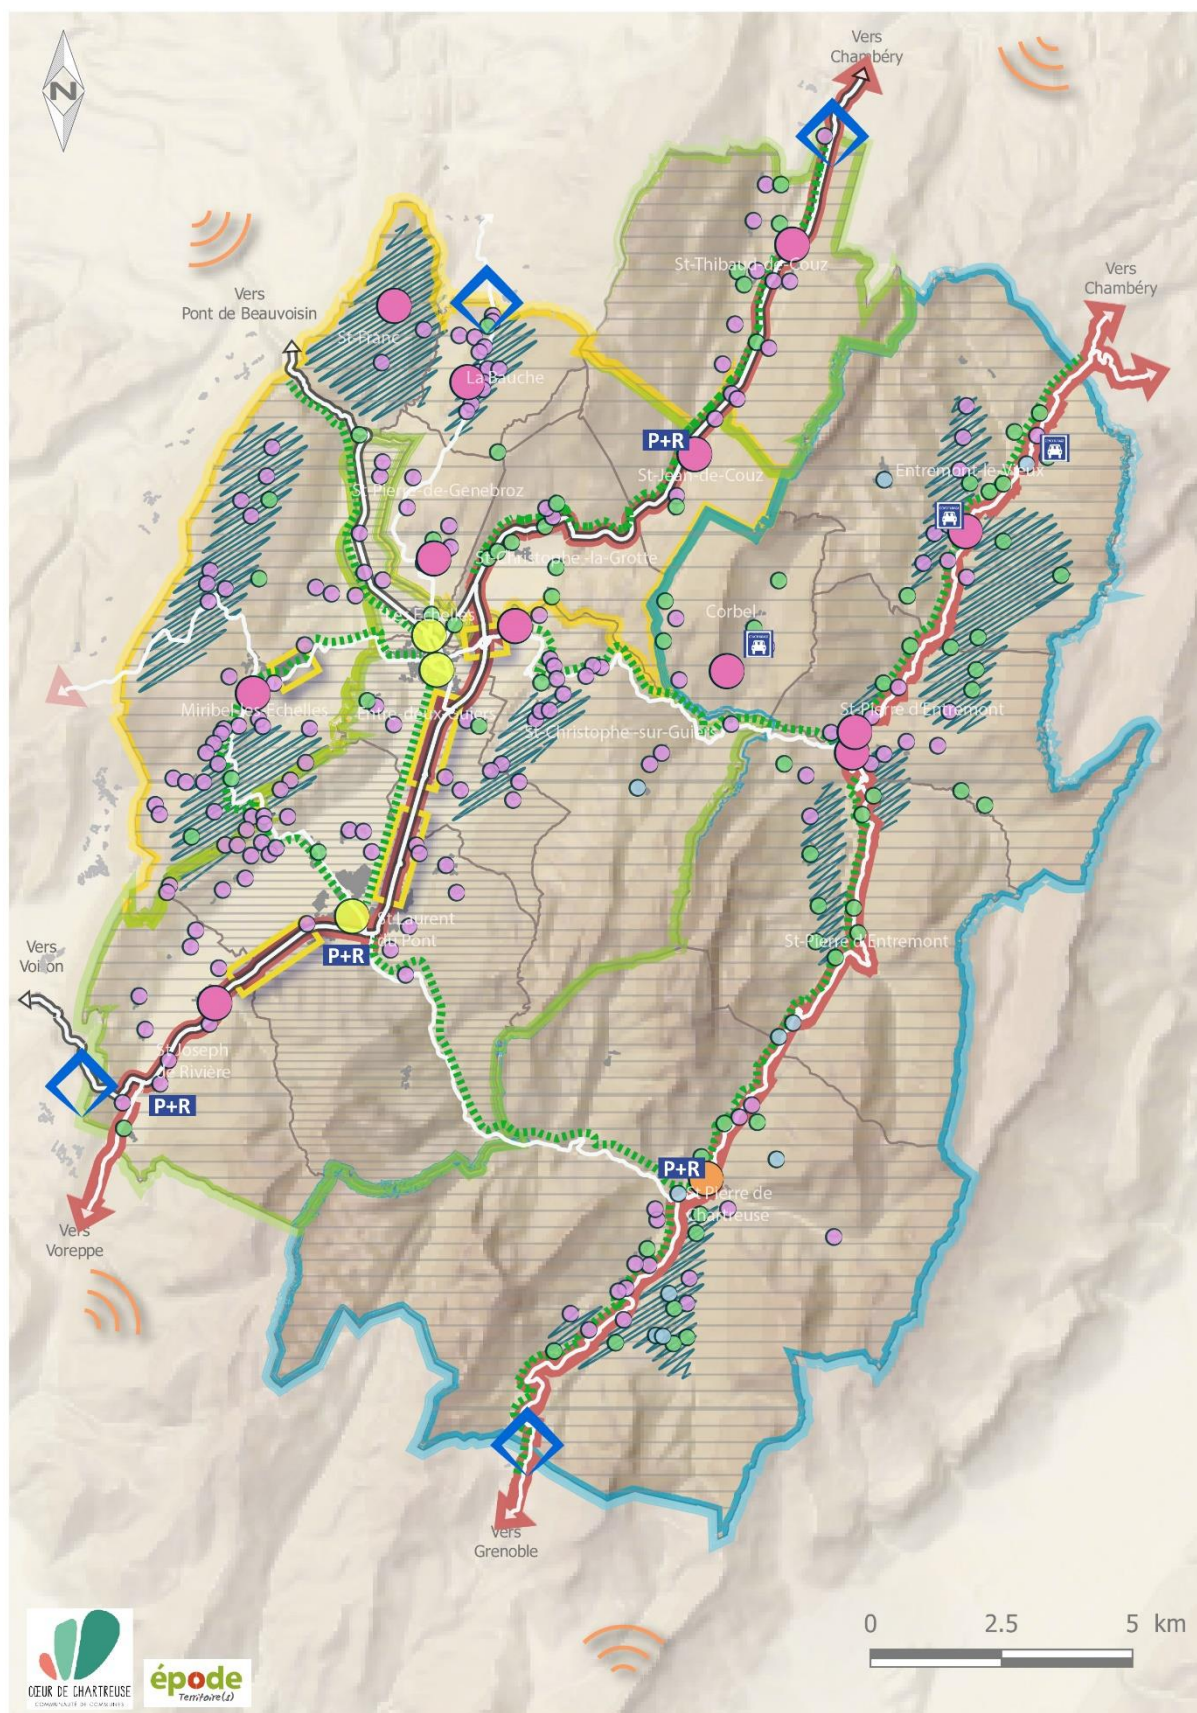 Vers
Chambéry
N
St-Thibaud-de-Couz
Vers
Pont de Beauvoisin
Vers
Chambéry
St-Franc
La Bauche
P+R
St-Jean-de-Couz
Entremont-le-Vieux
St-Pierre-de-Genebroz
St-Christophe -la-Grotte
Les Echelles
Corbel
Miribel les-Echelles
Entre-deux-Guiers
St-Christophe -sur-Guiers
St-Pierre d'Entremont
St-Laurent
du Pont
St-Pierre d'Entremont
P+R
Vers
Voiron
St-Joseph
de Rivière
P+R
P+R
St Pierre de
Chartreuse
Vers
Voreppe
Vers
Grenoble
0 2.5 5 km
CŒUR DE CHARTREUSE
COMMUNAUTÉ DE COMMUNES
épode
Territoire(s)